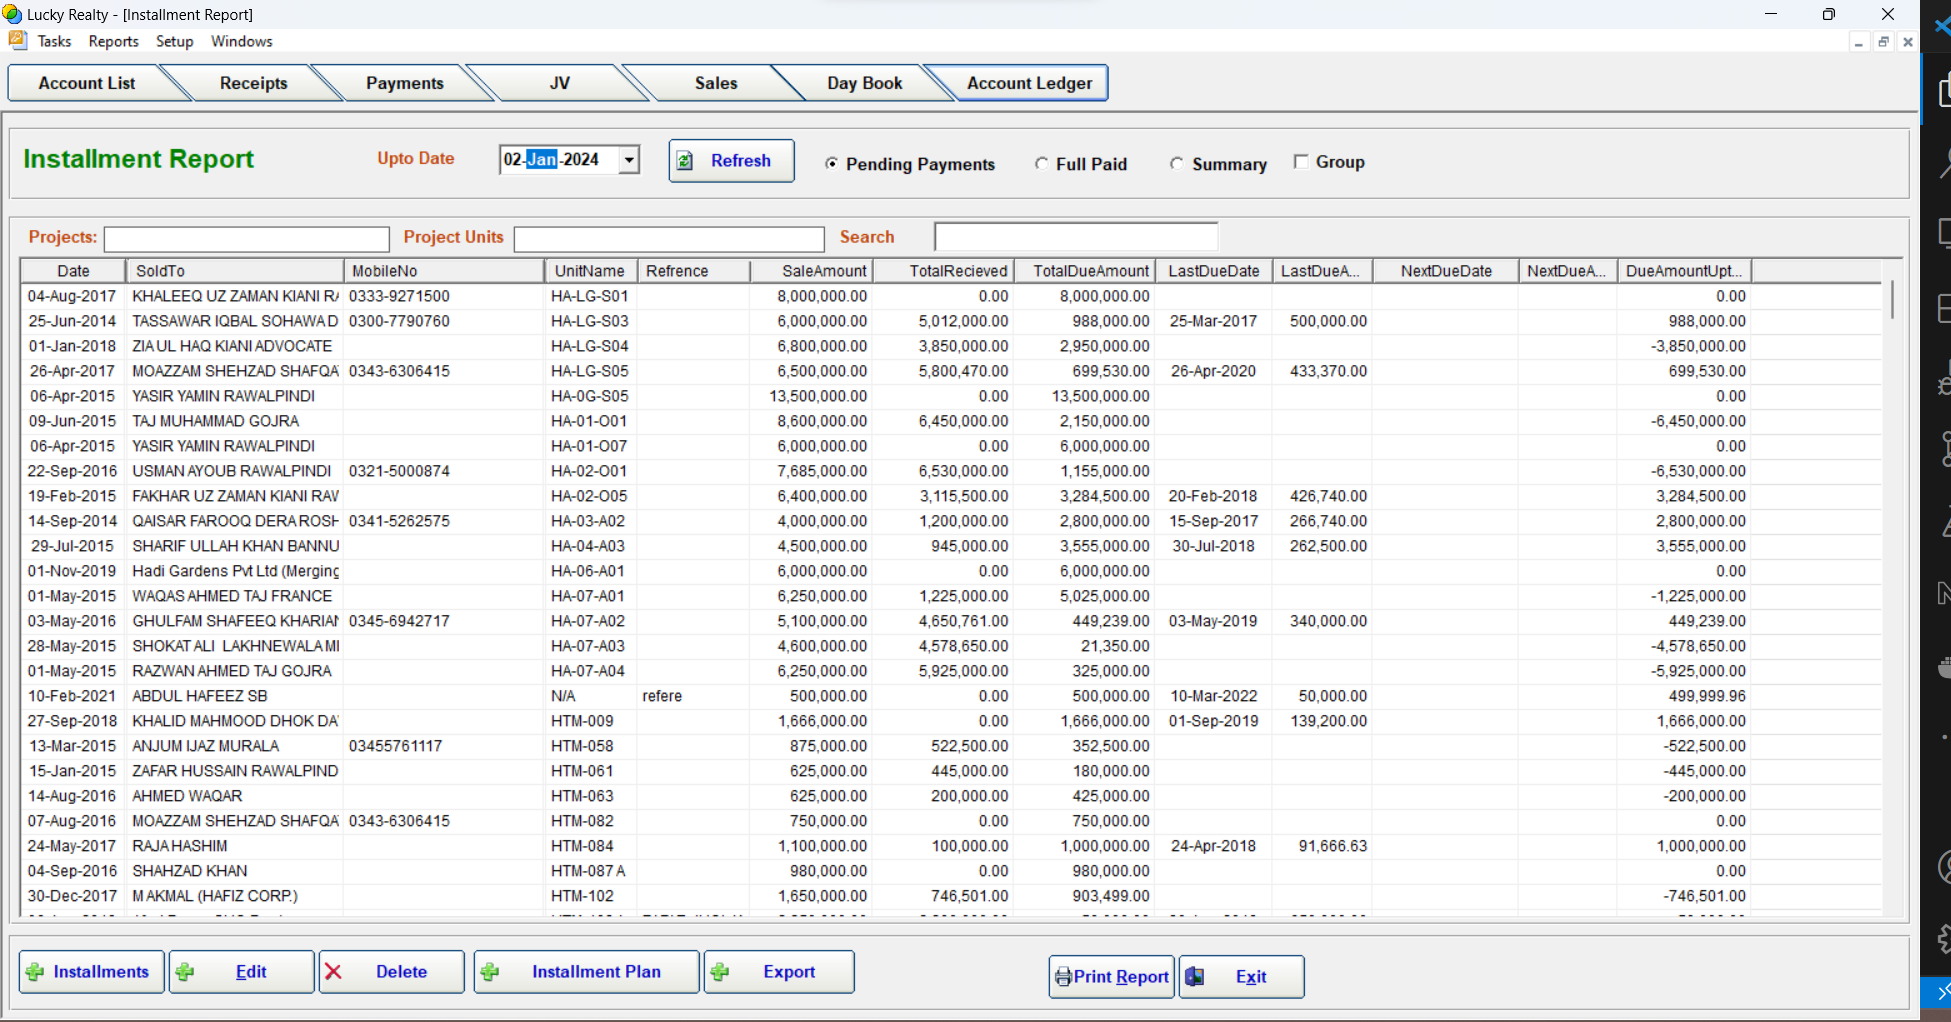 Lucky Realty - [Installment Report]
Tasks Reports Setup Windows
Account List Receipts Payments JV Sales Day Book Account Ledger
Installment Report Upto Date 02-Jan-2024 Refresh Pending Payments Full Paid Summary Group
Projects: Project Units Search
Date SoldTo MobileNo UnitName Refrence SaleAmount TotalRecieved TotalDueAmount LastDueDate LastDueA... NextDueDate NextDueA... DueAmountUpt...
04-Aug-2017 KHALEEQ UZ ZAMAN KIANI RA 0333-9271500 HA-LG-S01 8,000,000.00 0.00 8,000,000.00 0.00
25-Jun-2014 TASSAWAR IQBAL SOHAWA D 0300-7790760 HA-LG-S03 6,000,000.00 5,012,000.00 988,000.00 25-Mar-2017 500,000.00 988,000.00
01-Jan-2018 ZIA UL HAQ KIANI ADVOCATE HA-LG-S04 6,800,000.00 3,850,000.00 2,950,000.00 -3,850,000.00
26-Apr-2017 MOAZZAM SHEHZAD SHAFQA 0343-6306415 HA-LG-S05 6,500,000.00 5,800,470.00 699,530.00 26-Apr-2020 433,370.00 699,530.00
06-Apr-2015 YASIR YAMIN RAWALPINDI HA-0G-S05 13,500,000.00 0.00 13,500,000.00 0.00
09-Jun-2015 TAJ MUHAMMAD GOJRA HA-01-O01 8,600,000.00 6,450,000.00 2,150,000.00 -6,450,000.00
06-Apr-2015 YASIR YAMIN RAWALPINDI HA-01-O07 6,000,000.00 0.00 6,000,000.00 0.00
22-Sep-2016 USMAN AYOUB RAWALPINDI 0321-5000874 HA-02-O01 7,685,000.00 6,530,000.00 1,155,000.00 -6,530,000.00
19-Feb-2015 FAKHAR UZ ZAMAN KIANI RAW HA-02-O05 6,400,000.00 3,115,500.00 3,284,500.00 20-Feb-2018 426,740.00 3,284,500.00
14-Sep-2014 QAISAR FAROOQ DERA ROSH 0341-5262575 HA-03-A02 4,000,000.00 1,200,000.00 2,800,000.00 15-Sep-2017 266,740.00 2,800,000.00
29-Jul-2015 SHARIF ULLAH KHAN BANNU HA-04-A03 4,500,000.00 945,000.00 3,555,000.00 30-Jul-2018 262,500.00 3,555,000.00
01-Nov-2019 Hadi Gardens Pvt Ltd (Merging HA-06-A01 6,000,000.00 0.00 6,000,000.00 0.00
01-May-2015 WAQAS AHMED TAJ FRANCE HA-07-A01 6,250,000.00 1,225,000.00 5,025,000.00 -1,225,000.00
03-May-2016 GHULFAM SHAFEEQ KHARIAN 0345-6942717 HA-07-A02 5,100,000.00 4,650,761.00 449,239.00 03-May-2019 340,000.00 449,239.00
28-May-2015 SHOKAT ALI LAKHNEWALA MI HA-07-A03 4,600,000.00 4,578,650.00 21,350.00 -4,578,650.00
01-May-2015 RAZWAN AHMED TAJ GOJRA HA-07-A04 6,250,000.00 5,925,000.00 325,000.00 -5,925,000.00
10-Feb-2021 ABDUL HAFEEZ SB N/A refere 500,000.00 0.00 500,000.00 10-Mar-2022 50,000.00 499,999.96
27-Sep-2018 KHALID MAHMOOD DHOK DA HTM-009 1,666,000.00 0.00 1,666,000.00 01-Sep-2019 139,200.00 1,666,000.00
13-Mar-2015 ANJUM IJAZ MURALA 03455761117 HTM-058 875,000.00 522,500.00 352,500.00 -522,500.00
15-Jan-2015 ZAFAR HUSSAIN RAWALPIND HTM-061 625,000.00 445,000.00 180,000.00 -445,000.00
14-Aug-2016 AHMED WAQAR HTM-063 625,000.00 200,000.00 425,000.00 -200,000.00
07-Aug-2016 MOAZZAM SHEHZAD SHAFQA 0343-6306415 HTM-082 750,000.00 0.00 750,000.00 0.00
24-May-2017 RAJA HASHIM HTM-084 1,100,000.00 100,000.00 1,000,000.00 24-Apr-2018 91,666.63 1,000,000.00
04-Sep-2016 SHAHZAD KHAN HTM-087 A 980,000.00 0.00 980,000.00 0.00
30-Dec-2017 M AKMAL (HAFIZ CORP.) HTM-102 1,650,000.00 746,501.00 903,499.00 -746,501.00
Installments Edit Delete Installment Plan Export Print Report Exit